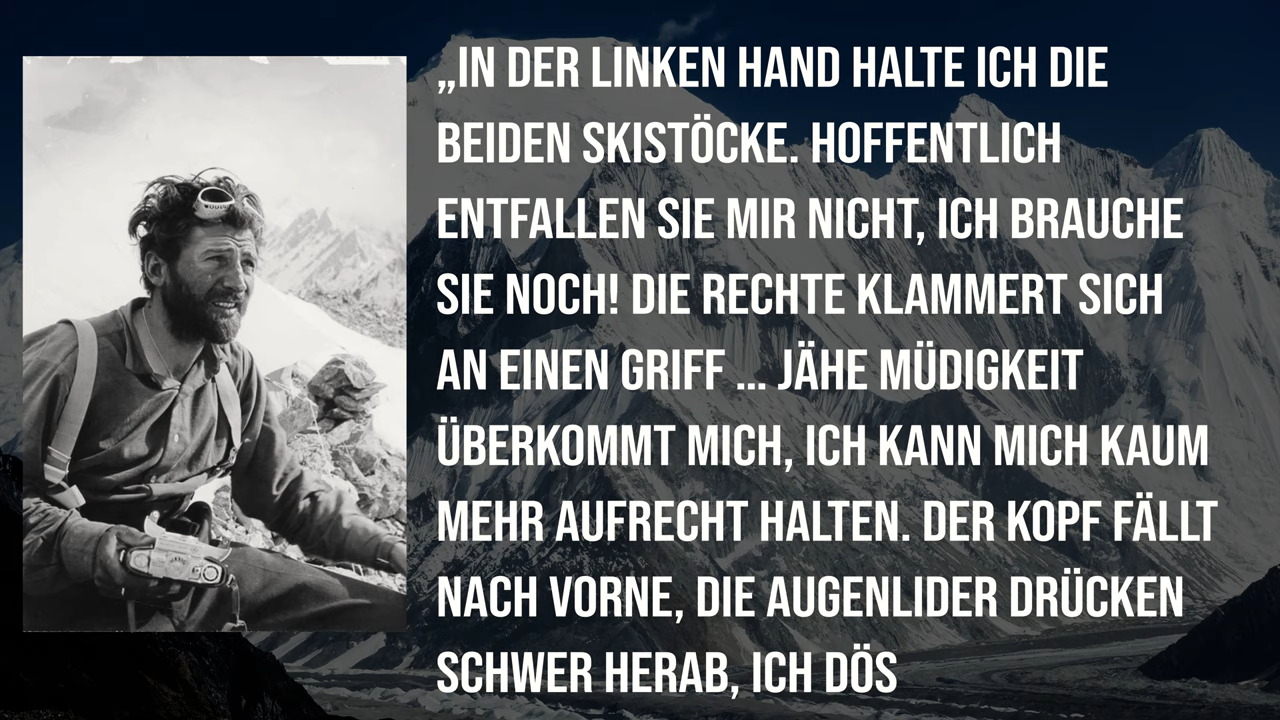 „IN DER LINKEN HAND HALTE ICH DIE
BEIDEN SKISTÖCKE. HOFFENTLICH
ENTFALLEN SIE MIR NICHT, ICH BRAUCHE
SIE NOCH! DIE RECHTE KLAMMERT SICH
AN EINEN GRIFF ... JÄHE MÜDIGKEIT
ÜBERKOMMT MICH, ICH KANN MICH KAUM
MEHR AUFRECHT HALTEN. DER KOPF FÄLLT
NACH VORNE, DIE AUGENLIDER DRÜCKEN
SCHWER HERAB, ICH DÖS